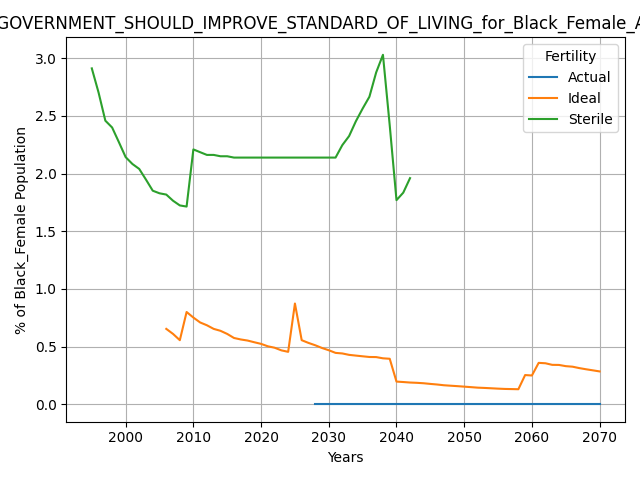 GOVERNMENT_SHOULD_IMPROVE_STANDARD_OF_LIVING_for_Black_Female_A
Fertility
Actual
Ideal
Sterile
% of Black_Female Population
3.0
2.5
2.0
1.5
1.0
0.5
0.0
2000 2010 2020 2030 2040 2050 2060 2070
Years